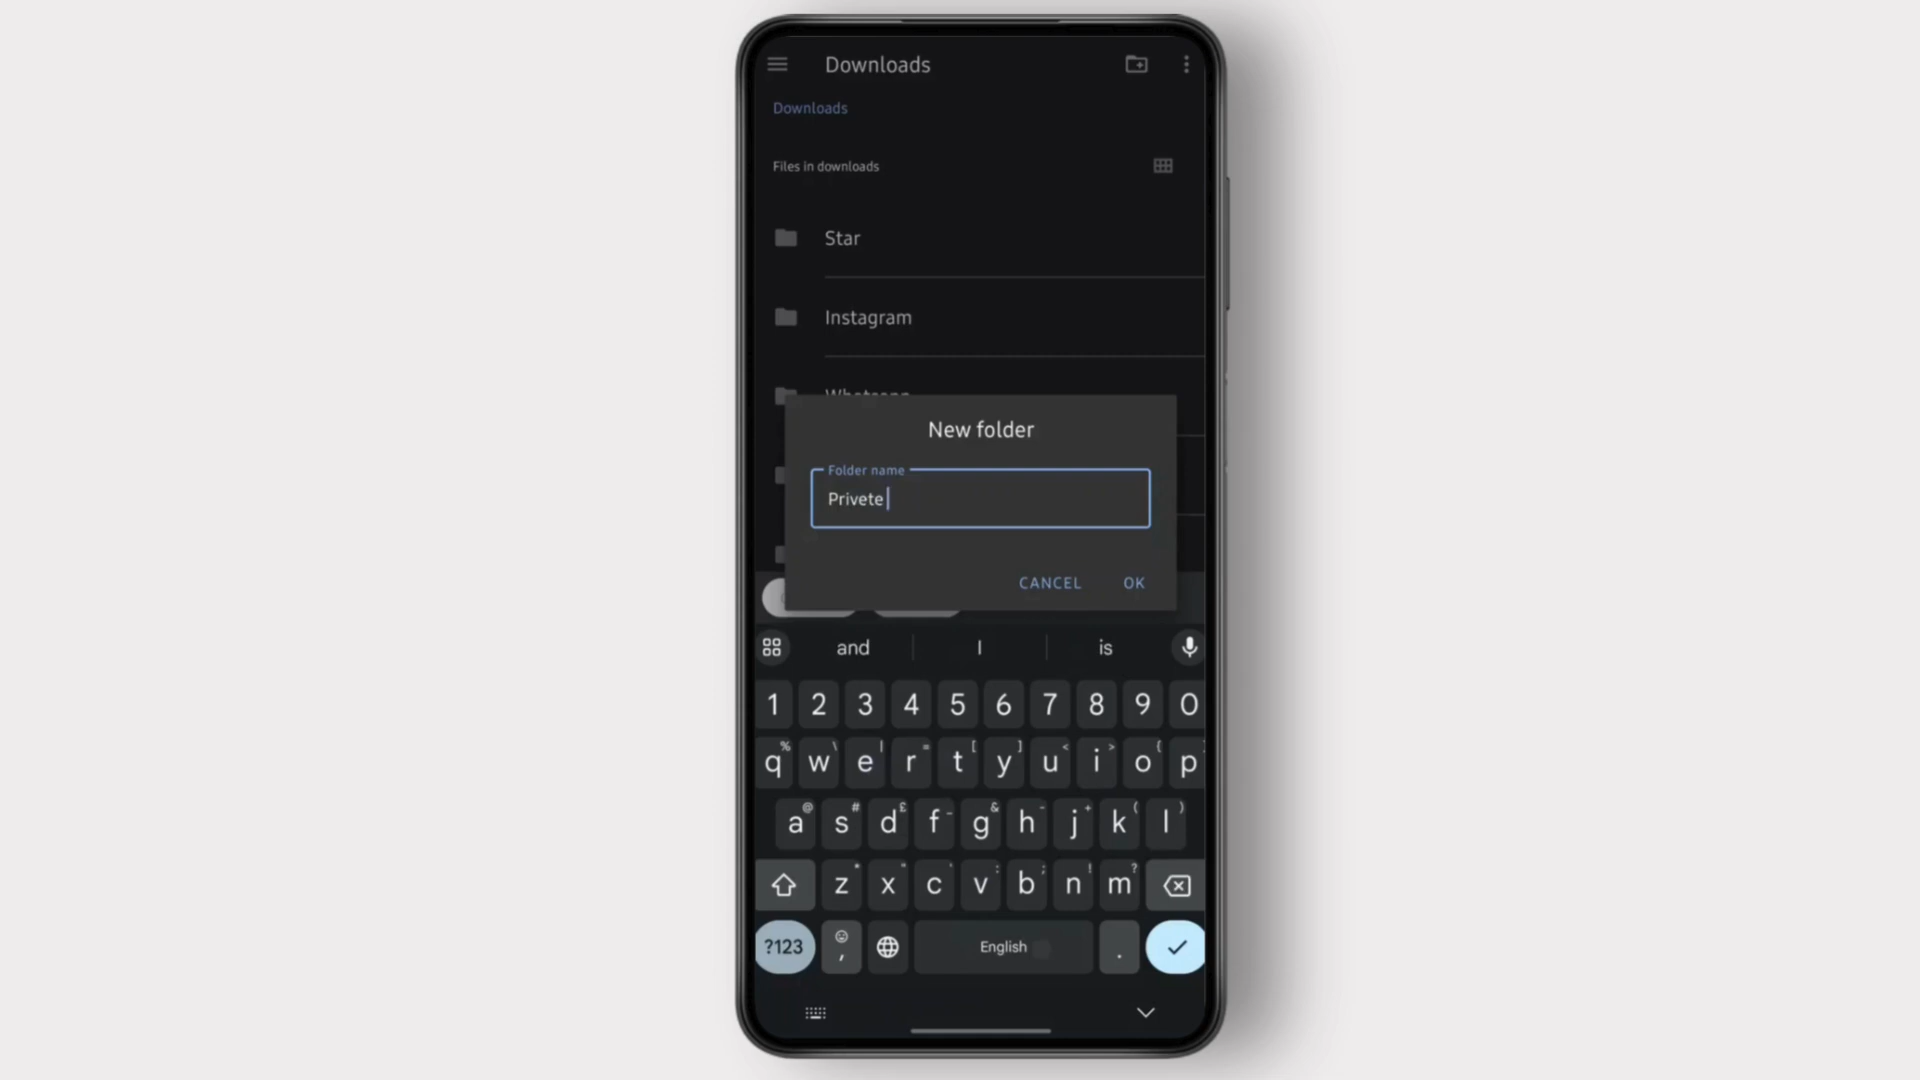 Downloads
Downloads
Files in downloads
Star
Instagram
Whatsapp
New folder
Folder name
Privete
CANCEL OK
and I is
1 2 3 4 5 6 7 8 9 0
% \ | = [ ] < > {
q w e r t y u i o p
@ # £ - & - + ( )
a s d f g h j k l
* " ' : ; ! ?
z x c v b n m
?123 , English .